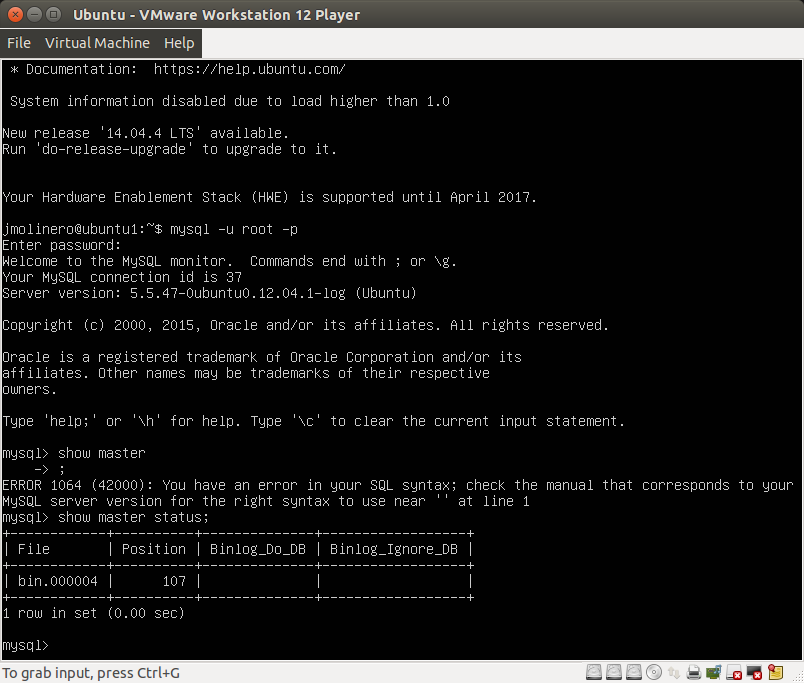 Ubuntu - VMware Workstation 12 Player
File Virtual Machine Help
* Documentation:  https://help.ubuntu.com/
System information disabled due to load higher than 1.0
New release '14.04.4 LTS' available.
Run 'do-release-upgrade' to upgrade to it.
Your Hardware Enablement Stack (HWE) is supported until April 2017.
jmolinero@ubuntu1:~$ mysql -u root -p
Enter password:
Welcome to the MySQL monitor.  Commands end with ; or \g.
Your MySQL connection id is 37
Server version: 5.5.47-0ubuntu0.12.04.1-log (Ubuntu)
Copyright (c) 2000, 2015, Oracle and/or its affiliates. All rights reserved.
Oracle is a registered trademark of Oracle Corporation and/or its
affiliates. Other names may be trademarks of their respective
owners.
Type 'help;' or '\h' for help. Type '\c' to clear the current input statement.
mysql> show master
    -> ;
ERROR 1064 (42000): You have an error in your SQL syntax; check the manual that corresponds to your
MySQL server version for the right syntax to use near '' at line 1
mysql> show master status;
+------------+----------+--------------+------------------+
| File       | Position | Binlog_Do_DB | Binlog_Ignore_DB |
+------------+----------+--------------+------------------+
| bin.000004 |      107 |              |                  |
+------------+----------+--------------+------------------+
1 row in set (0.00 sec)
mysql>
To grab input, press Ctrl+G